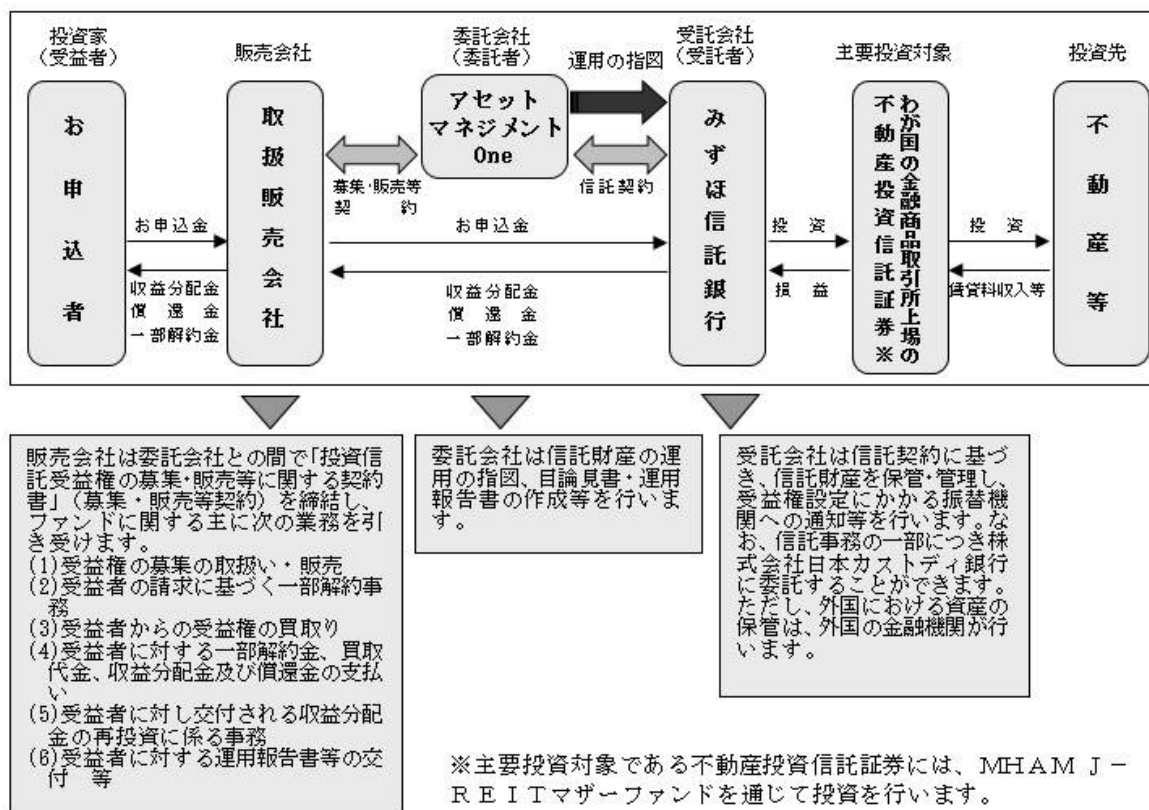 投資家
（受益者）
販売会社
委託会社
（委託者）
運用の指図
受託会社
（受託者）
主要投資対象
投資先
お申込者
取扱販売会社
アセット
マネジメント
One
みずほ信託銀行
わが国の金融商品取引所上場の
不動産投資信託証券※
不動産等
募集・販売等
契約
信託契約
お申込金
お申込金
投資
投資
収益分配金
償還金
一部解約金
収益分配金
償還金
一部解約金
損益
賃貸料収入等
販売会社は委託会社との間で「投資信
託受益権の募集・販売等に関する契約
書」（募集・販売等契約）を締結し、
ファンドに関する主に次の業務を引
き受けます。
(1)受益権の募集の取扱い・販売
(2)受益者の請求に基づく一部解約事
務
(3)受益者からの受益権の買取り
(4)受益者に対する一部解約金、買取
代金、収益分配金及び償還金の支払
い
(5)受益者に対し交付される収益分配
金の再投資に係る事務
(6)受益者に対する運用報告書等の交
付 等
委託会社は信託財産の運
用の指図、目論見書・運用
報告書の作成等を行いま
す。
受託会社は信託契約に基づ
き、信託財産を保管・管理し、
受益権設定にかかる振替機
関への通知等を行います。な
お、信託事務の一部につき株
式会社日本カストディ銀行
に委託することができます。
ただし、外国における資産の
保管は、外国の金融機関が行
います。
※主要投資対象である不動産投資信託証券には、ＭＨＡＭ Ｊ－
ＲＥＩＴマザーファンドを通じて投資を行います。